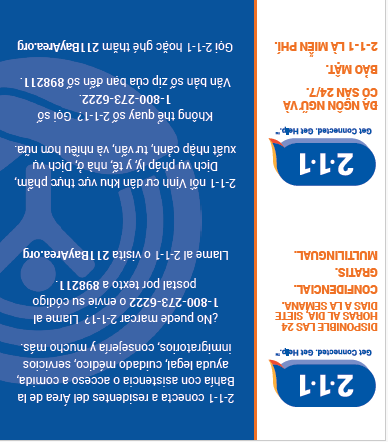 2·1·1
Get Connected. Get Help.™
DISPONIBLE LAS 24
HORAS AL DÍA, SIETE
DÍAS A LA SEMANA.
CONFIDENCIAL.
GRATIS.
MULTILINGUAL.
2-1-1 conecta a residentes del Área de la
Bahía con asistencia o acceso a comida,
ayuda legal, cuidado médico, servicios
inmigratorios, consejería y mucho más.
¿No puede marcar 2-1-1? Llame al
1-800-273-6222 o envíe su código
postal por texto a 898211.
Llame al 2-1-1 o visita 211BayArea.org
2·1·1
Get Connected. Get Help.™
ĐA NGÔN NGỮ VÀ
CÓ SẴN 24/7.
BẢO MẬT.
2-1-1 LÀ MIỄN PHÍ.
2-1-1 nối vịnh cư dân khu vực thực phẩm,
Dịch vụ pháp lý y tế, nhà ở, Dịch vụ
xuất nhập cảnh, tư vấn, và nhiều hơn nữa.
Không thể quay số 2-1-1? Gọi số
1-800-273-6222.
Văn bản số zip của bạn đến số 898211.
Gọi 2-1-1 hoặc ghé thăm 211BayArea.org